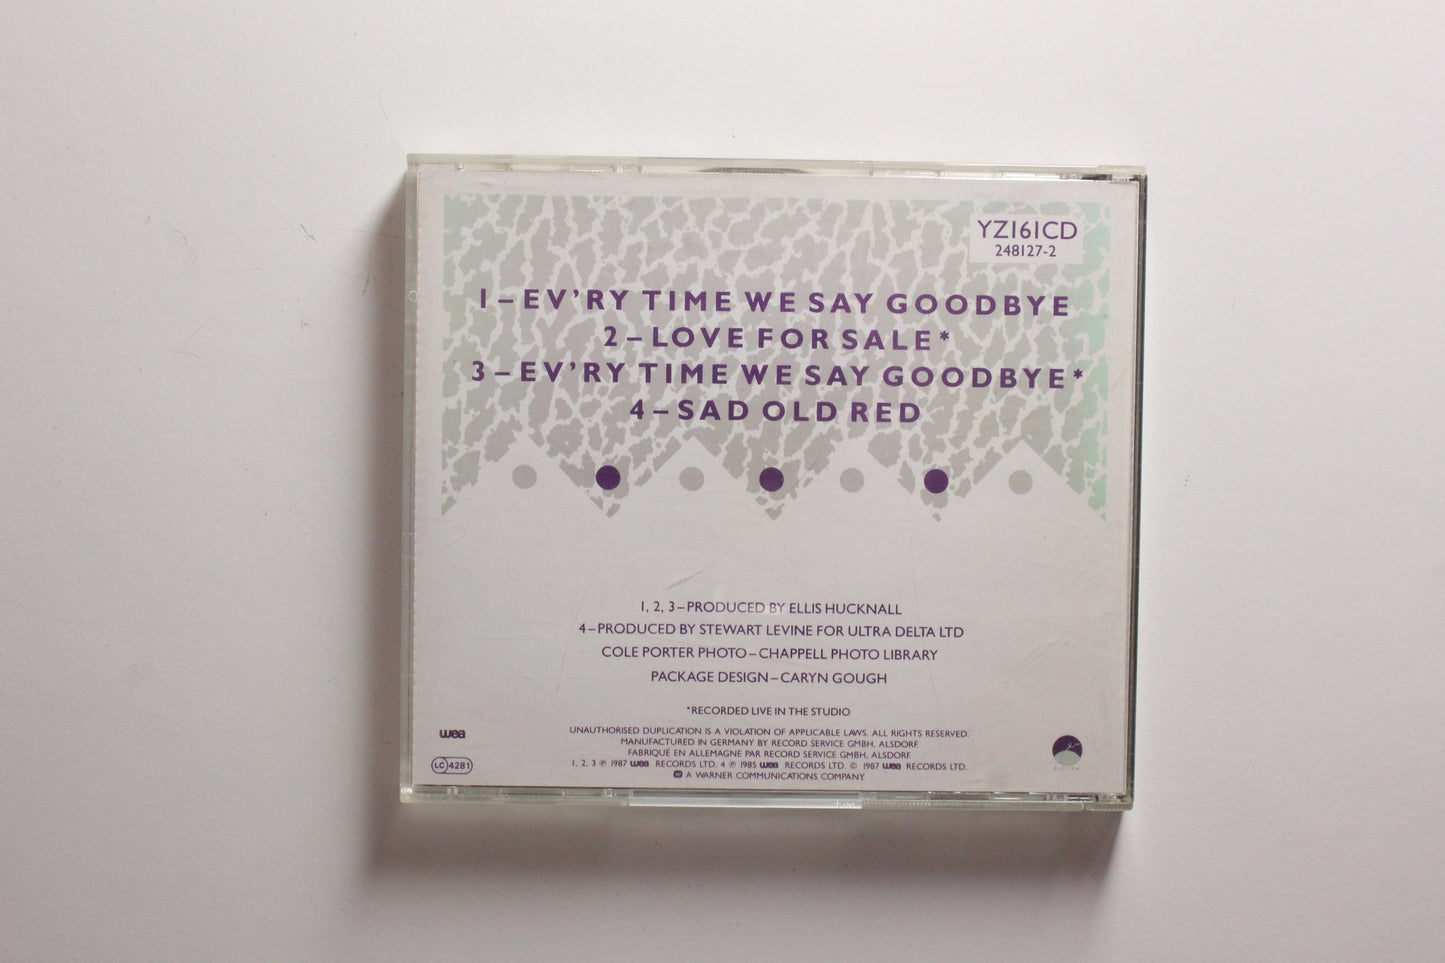 YZ161CD
248127-2
1 – EV'RY TIME WE SAY GOODBYE
2 – LOVE FOR SALE*
3 – EV'RY TIME WE SAY GOODBYE*
4 – SAD OLD RED
1, 2, 3 – PRODUCED BY ELLIS HUCKNALL
4 – PRODUCED BY STEWART LEVINE FOR ULTRA DELTA LTD
COLE PORTER PHOTO – CHAPPELL PHOTO LIBRARY
PACKAGE DESIGN – CARYN GOUGH
*RECORDED LIVE IN THE STUDIO
UNAUTHORISED DUPLICATION IS A VIOLATION OF APPLICABLE LAWS. ALL RIGHTS RESERVED.
MANUFACTURED IN GERMANY BY RECORD SERVICE GMBH, ALSDORF
FABRIQUE EN ALLEMAGNE PAR RECORD SERVICE GMBH, ALSDORF
1, 2, 3 ℗ 1987 wea RECORDS LTD. 4 ℗ 1985 wea RECORDS LTD. © 1987 wea RECORDS LTD.
A WARNER COMMUNICATIONS COMPANY
wea
LC 4281
ELEKTRA